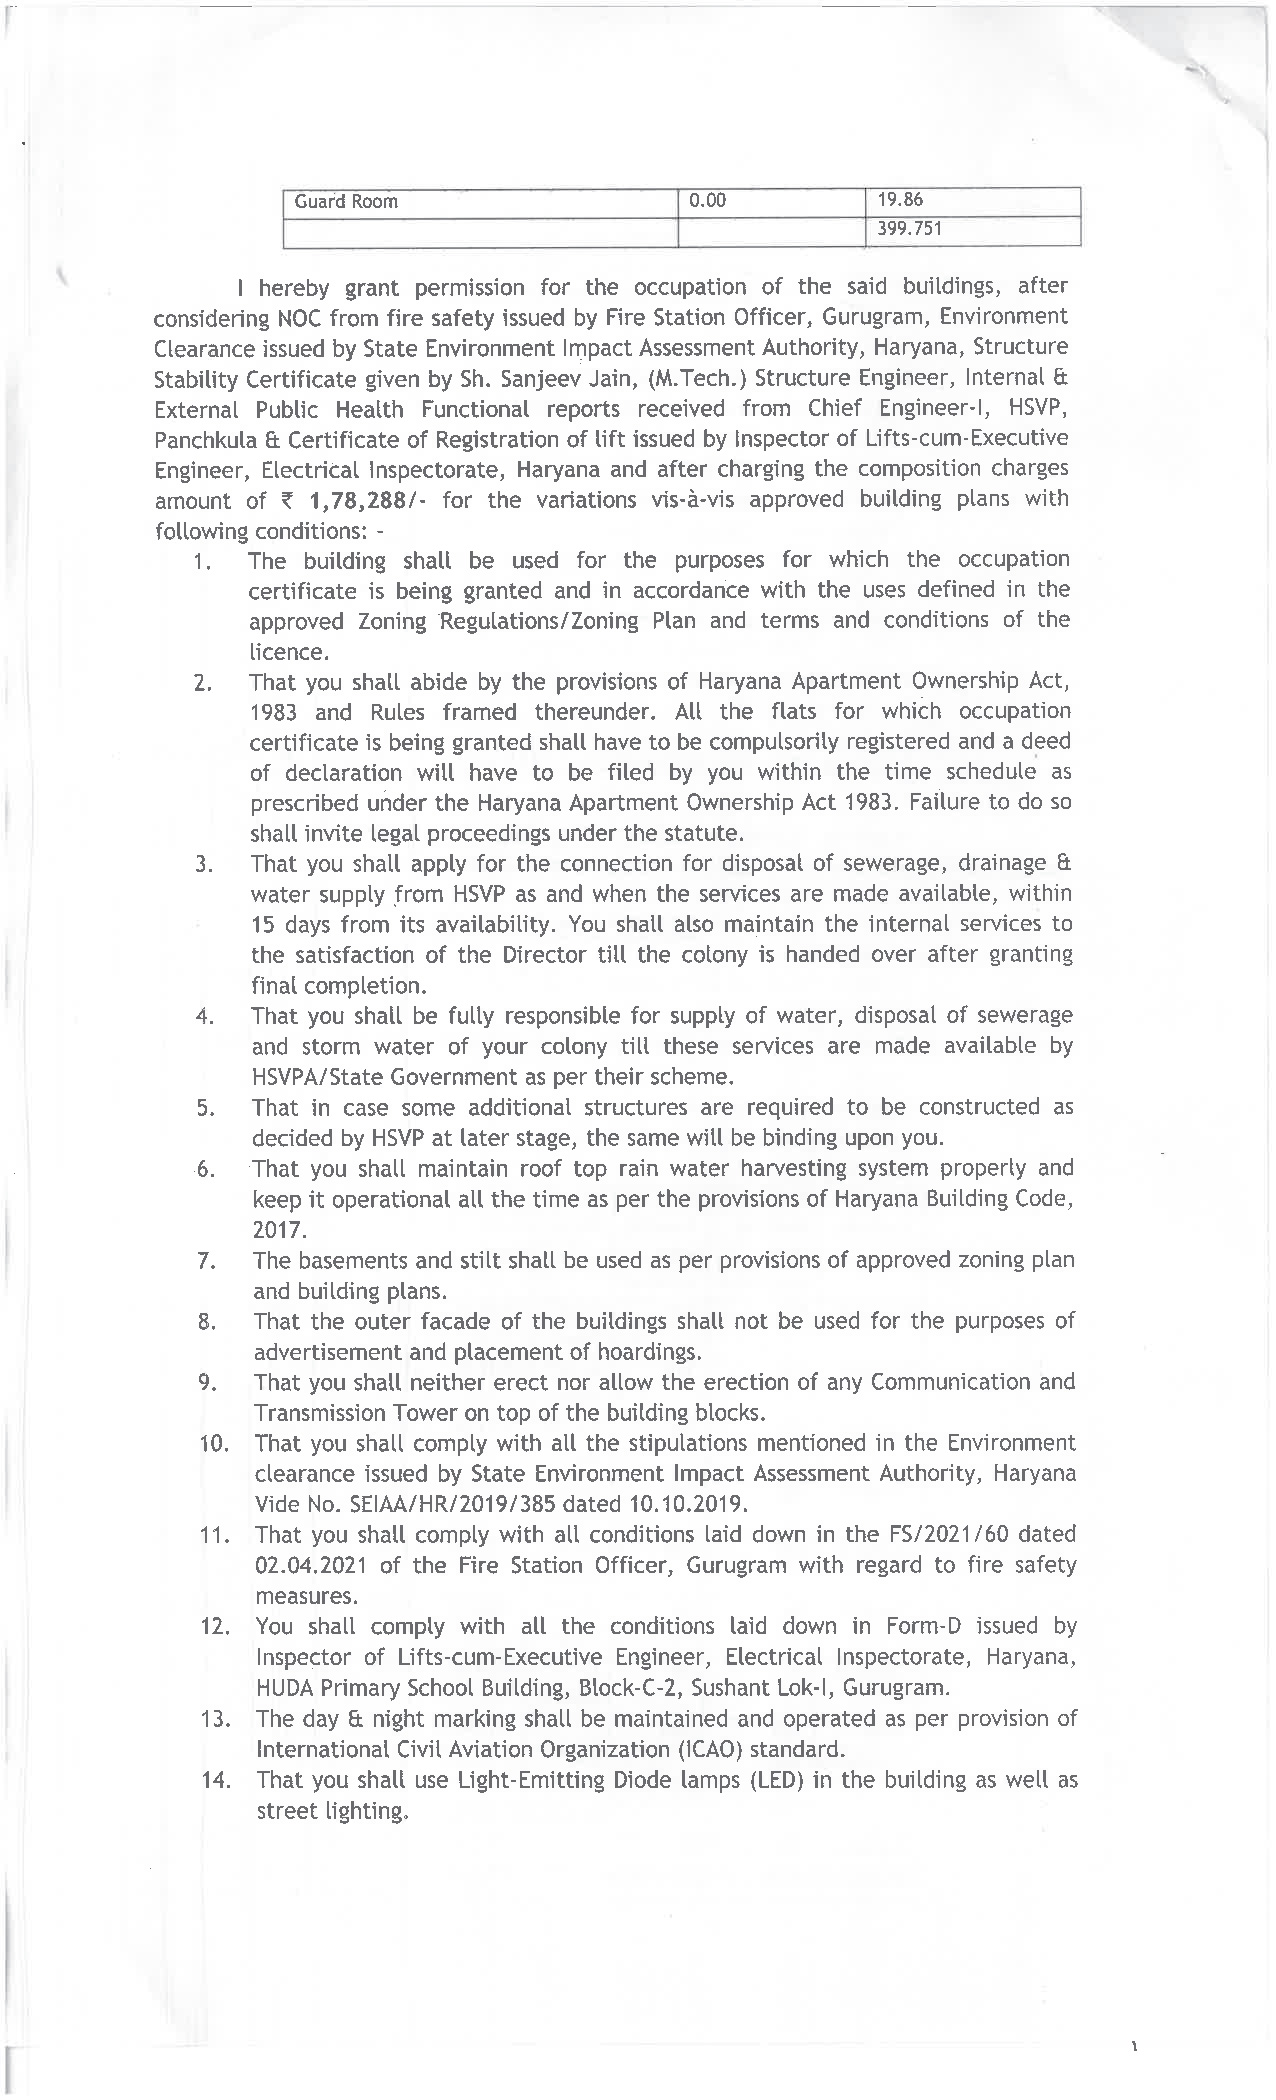 Guard Room 0.00 19.86
399.751
I hereby grant permission for the occupation of the said buildings, after
considering NOC from fire safety issued by Fire Station Officer, Gurugram, Environment
Clearance issued by State Environment Impact Assessment Authority, Haryana, Structure
Stability Certificate given by Sh. Sanjeev Jain, (M.Tech.) Structure Engineer, Internal &
External Public Health Functional reports received from Chief Engineer-I, HSVP,
Panchkula & Certificate of Registration of lift issued by Inspector of Lifts-cum-Executive
Engineer, Electrical Inspectorate, Haryana and after charging the composition charges
amount of ₹ 1,78,288/- for the variations vis-à-vis approved building plans with
following conditions: -
1. The building shall be used for the purposes for which the occupation
certificate is being granted and in accordance with the uses defined in the
approved Zoning Regulations/Zoning Plan and terms and conditions of the
licence.
2. That you shall abide by the provisions of Haryana Apartment Ownership Act,
1983 and Rules framed thereunder. All the flats for which occupation
certificate is being granted shall have to be compulsorily registered and a deed
of declaration will have to be filed by you within the time schedule as
prescribed under the Haryana Apartment Ownership Act 1983. Failure to do so
shall invite legal proceedings under the statute.
3. That you shall apply for the connection for disposal of sewerage, drainage &
water supply from HSVP as and when the services are made available, within
15 days from its availability. You shall also maintain the internal services to
the satisfaction of the Director till the colony is handed over after granting
final completion.
4. That you shall be fully responsible for supply of water, disposal of sewerage
and storm water of your colony till these services are made available by
HSVPA/State Government as per their scheme.
5. That in case some additional structures are required to be constructed as
decided by HSVP at later stage, the same will be binding upon you.
6. That you shall maintain roof top rain water harvesting system properly and
keep it operational all the time as per the provisions of Haryana Building Code,
2017.
7. The basements and stilt shall be used as per provisions of approved zoning plan
and building plans.
8. That the outer facade of the buildings shall not be used for the purposes of
advertisement and placement of hoardings.
9. That you shall neither erect nor allow the erection of any Communication and
Transmission Tower on top of the building blocks.
10. That you shall comply with all the stipulations mentioned in the Environment
clearance issued by State Environment Impact Assessment Authority, Haryana
Vide No. SEIAA/HR/2019/385 dated 10.10.2019.
11. That you shall comply with all conditions laid down in the FS/2021/60 dated
02.04.2021 of the Fire Station Officer, Gurugram with regard to fire safety
measures.
12. You shall comply with all the conditions laid down in Form-D issued by
Inspector of Lifts-cum-Executive Engineer, Electrical Inspectorate, Haryana,
HUDA Primary School Building, Block-C-2, Sushant Lok-I, Gurugram.
13. The day & night marking shall be maintained and operated as per provision of
International Civil Aviation Organization (ICAO) standard.
14. That you shall use Light-Emitting Diode lamps (LED) in the building as well as
street lighting.